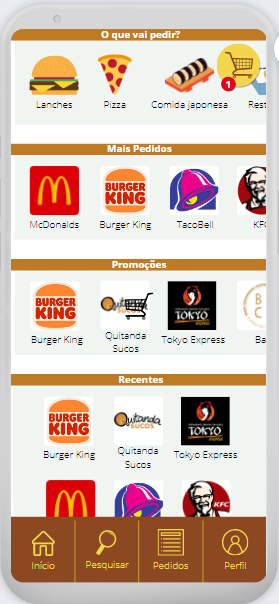 O que vai pedir?
1
Lanches Pizza Comida japonesa Rest
Mais Pedidos
BURGER KING
McDonalds Burger King TacoBell KFC
Promoções
BURGER KING Quitanda SUCOS TOKYO express
Burger King Quitanda Sucos Tokyo Express Ba
Recentes
BURGER KING Quitanda SUCOS TOKYO express
Burger King Quitanda Sucos Tokyo Express
KFC
Início Pesquisar Pedidos Perfil